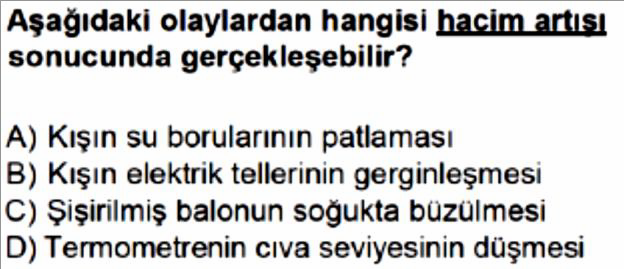 Aşağıdaki olaylardan hangisi hacim artışı
sonucunda gerçekleşebilir?
A) Kışın su borularının patlaması
B) Kışın elektrik tellerinin gerginleşmesi
C) Şişirilmiş balonun soğukta büzülmesi
D) Termometrenin cıva seviyesinin düşmesi